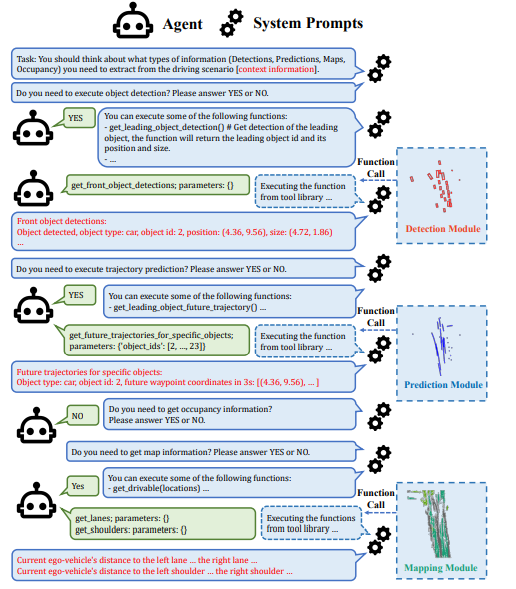 Agent
System Prompts
Task: You should think about what types of information (Detections, Predictions, Maps,
Occupancy) you need to extract from the driving scenario [context information].
Do you need to execute object detection? Please answer YES or NO.
YES
You can execute some of the following functions:
- get_leading_object_detection() # Get detection of the leading
object, the function will return the leading object id and its
position and size.
- ...
get_front_object_detections; parameters: {}
Executing the function
from tool library ...
Function
Call
Detection Module
Front object detections:
Object detected, object type: car, object id: 2, position: (4.36, 9.56), size: (4.72, 1.86)
...
Do you need to execute trajectory prediction? Please answer YES or NO.
YES
You can execute some of the following functions:
- get_leading_object_future_trajectory() ...
get_future_trajectories_for_specific_objects;
parameters: {'object_ids': [2, ..., 23]}
Executing the function
from tool library ...
Function
Call
Prediction Module
Future trajectories for specific objects:
Object type: car, object id: 2, future waypoint coordinates in 3s: [(4.36, 9.56), ... ]
NO
Do you need to get occupancy information?
Please answer YES or NO.
Do you need to get map information? Please answer YES or NO.
Yes
You can execute some of the following functions:
- get_drivable(locations) ...
get_lanes; parameters: {}
get_shoulders: parameters: {}
Executing the functions
from tool library ...
Function
Call
Mapping Module
Current ego-vehicle's distance to the left lane ... the right lane ...
Current ego-vehicle's distance to the left shoulder ... the right shoulder ...